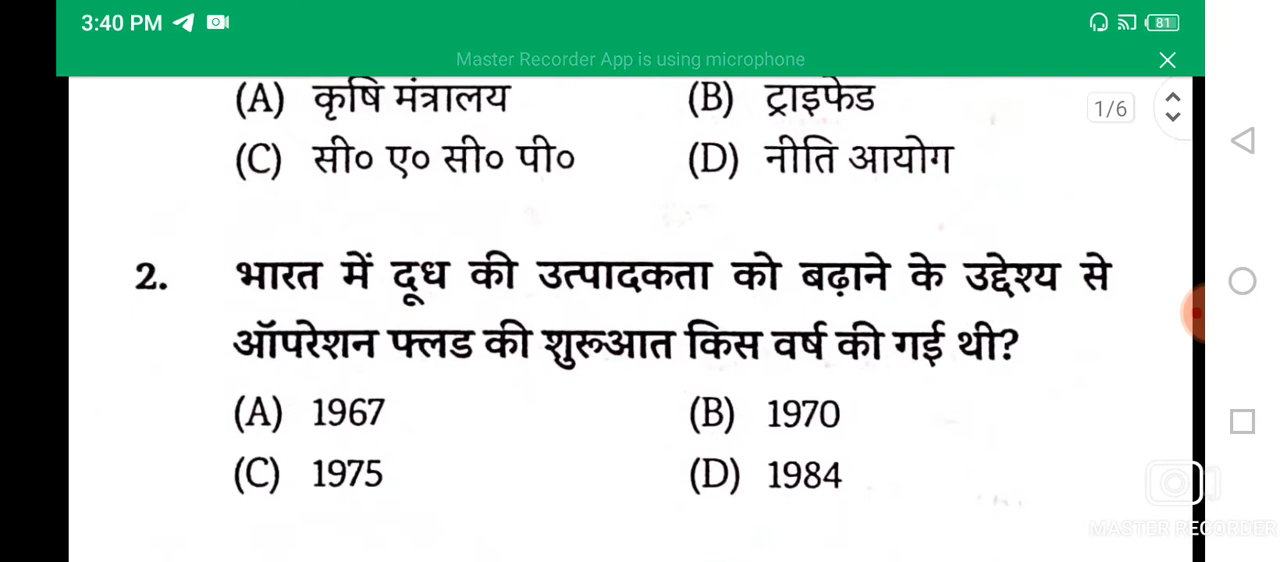 3:40 PM 81
Master Recorder App is using microphone
(A) कृषि मंत्रालय (B) ट्राइफेड
1/6
(C) सी० ए० सी० पी० (D) नीति आयोग
2. भारत में दूध की उत्पादकता को बढ़ाने के उद्देश्य से
ऑपरेशन फ्लड की शुरूआत किस वर्ष की गई थी?
(A) 1967 (B) 1970
(C) 1975 (D) 1984
MASTER RECORDER